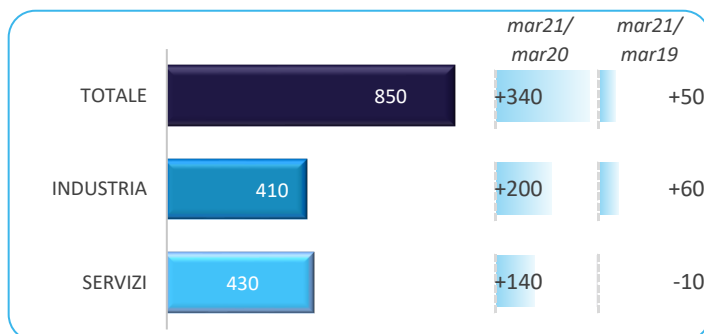 mar21/ mar21/
mar20 mar19
TOTALE 850 +340 +50
INDUSTRIA 410 +200 +60
SERVIZI 430 +140 -10